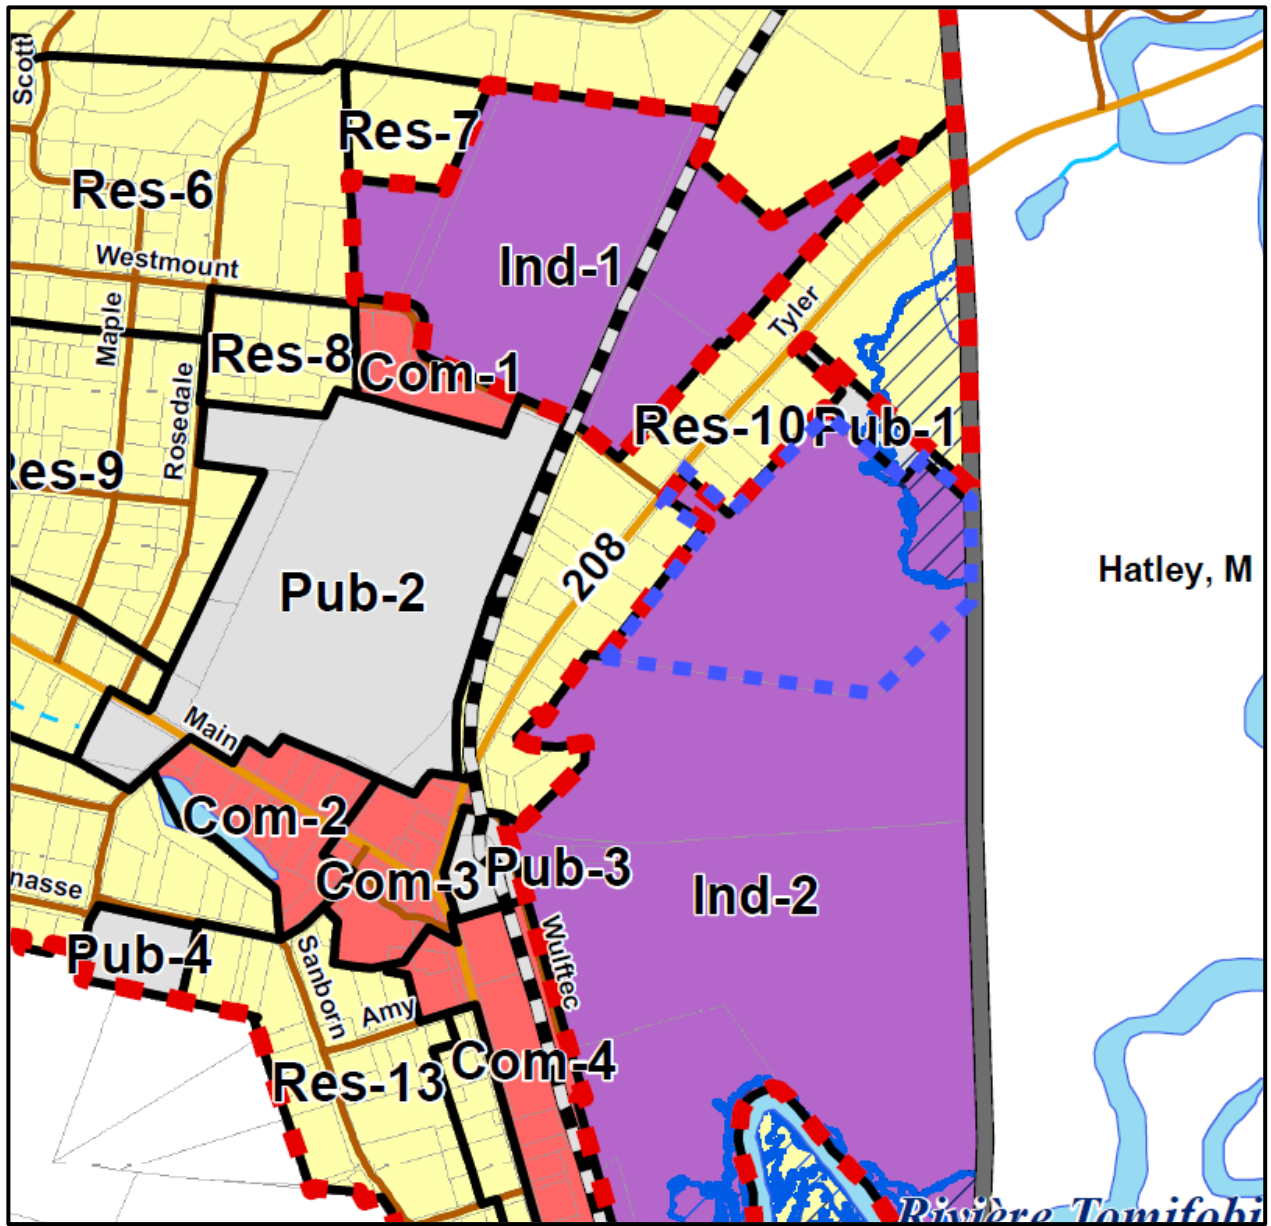 Scott
Res-7
Res-6
Westmount
Ind-1
Maple
Tyler
Res-8
Com-1
Rosedale
Res-10
Pub-1
Res-9
208
Hatley, M
Pub-2
Main
Com-2
Com-3
Pub-3
nasse
Ind-2
Pub-4
Sanborn
Wulftec
Amy
Com-4
Res-13
Rivière Tomifobi